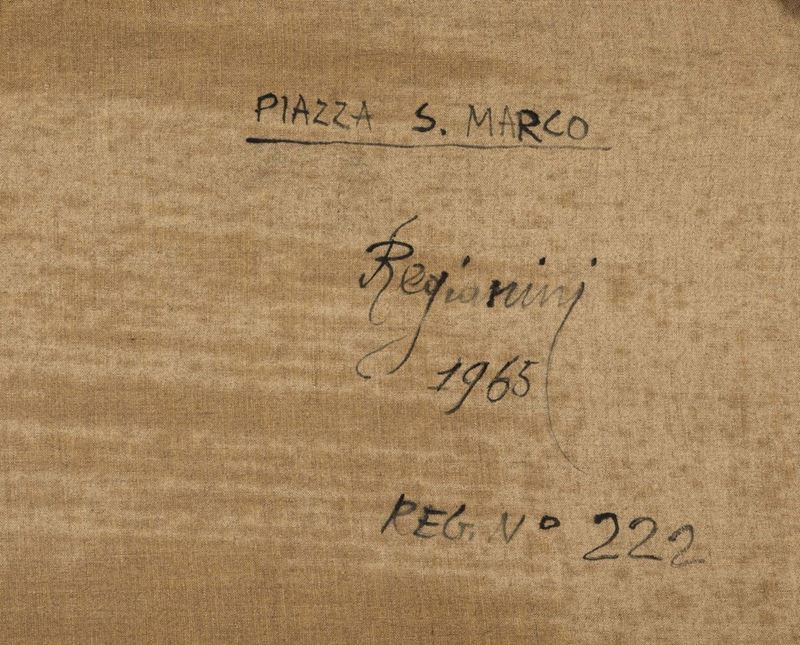 PIAZZA S. MARCO
Regianini
1965
REG. N° 222